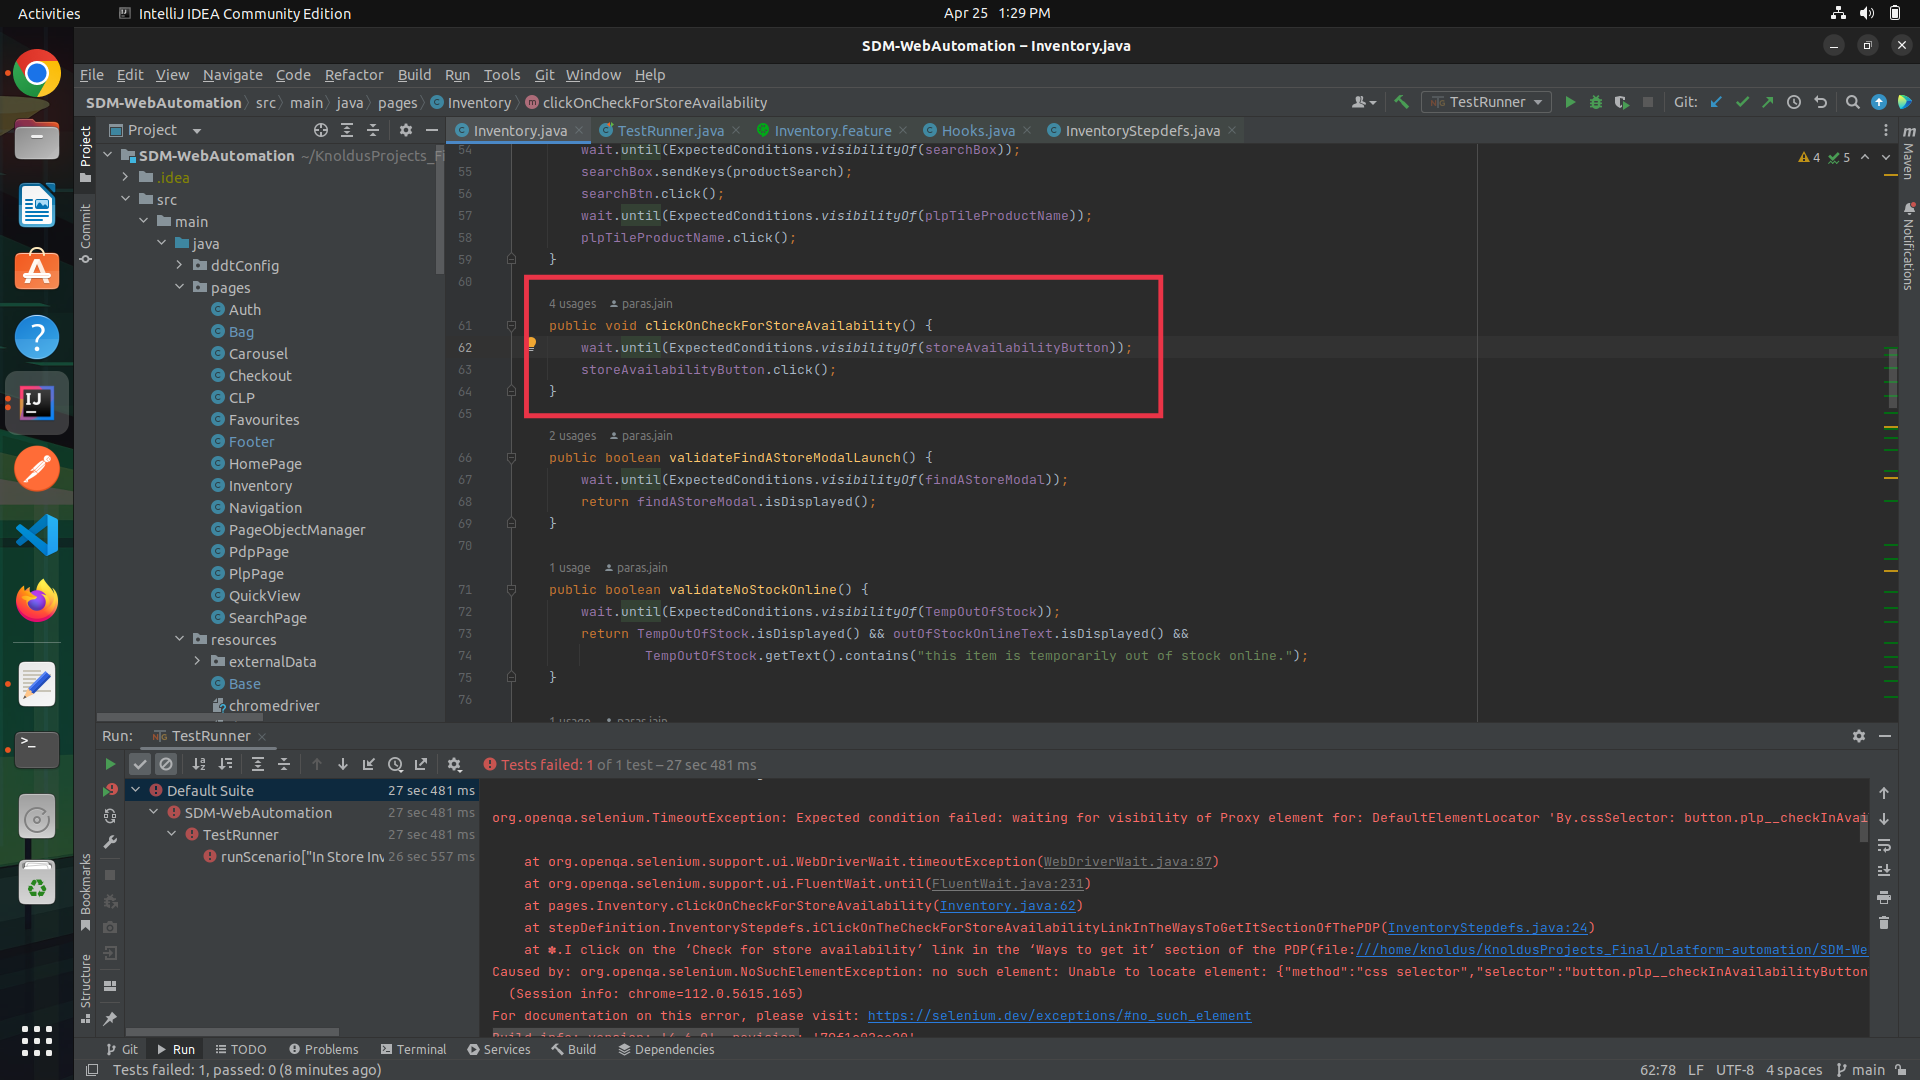 Activities
IntelliJ IDEA Community Edition
Apr 25 1:29 PM
SDM-WebAutomation – Inventory.java
File Edit View Navigate Code Refactor Build Run Tools Git Window Help
SDM-WebAutomation src main java pages Inventory clickOnCheckForStoreAvailability
TestRunner
Git:
Project
Inventory.java
TestRunner.java
Inventory.feature
Hooks.java
InventoryStepdefs.java
Project
Commit
Bookmarks
Structure
Maven
Notifications
4 5
SDM-WebAutomation ~/KnoldusProjects_Fi
.idea
src
main
java
ddtConfig
pages
Auth
Bag
Carousel
Checkout
CLP
Favourites
Footer
HomePage
Inventory
Navigation
PageObjectManager
PdpPage
PlpPage
QuickView
SearchPage
resources
externalData
Base
chromedriver
54 wait.until(ExpectedConditions.visibilityOf(searchBox));
55 searchBox.sendKeys(productSearch);
56 searchBtn.click();
57 wait.until(ExpectedConditions.visibilityOf(plpTileProductName));
58 plpTileProductName.click();
59 }
60
4 usages paras.jain
61 public void clickOnCheckForStoreAvailability() {
62 wait.until(ExpectedConditions.visibilityOf(storeAvailabilityButton));
63 storeAvailabilityButton.click();
64 }
65
2 usages paras.jain
66 public boolean validateFindAStoreModalLaunch() {
67 wait.until(ExpectedConditions.visibilityOf(findAStoreModal));
68 return findAStoreModal.isDisplayed();
69 }
70
1 usage paras.jain
71 public boolean validateNoStockOnline() {
72 wait.until(ExpectedConditions.visibilityOf(TempOutOfStock));
73 return TempOutOfStock.isDisplayed() && outOfStockOnlineText.isDisplayed() &&
74 TempOutOfStock.getText().contains("this item is temporarily out of stock online.");
75 }
76
1 usage paras.jain
Run: TestRunner
Tests failed: 1 of 1 test – 27 sec 481 ms
Default Suite 27 sec 481 ms
SDM-WebAutomation 27 sec 481 ms
TestRunner 27 sec 481 ms
runScenario["In Store Inv 26 sec 557 ms
org.openqa.selenium.TimeoutException: Expected condition failed: waiting for visibility of Proxy element for: DefaultElementLocator 'By.cssSelector: button.plp__checkInAvai
at org.openqa.selenium.support.ui.WebDriverWait.timeoutException(WebDriverWait.java:87)
at org.openqa.selenium.support.ui.FluentWait.until(FluentWait.java:231)
at pages.Inventory.clickOnCheckForStoreAvailability(Inventory.java:62)
at stepDefinition.InventoryStepdefs.iClickOnTheCheckForStoreAvailabilityLinkInTheWaysToGetItSectionOfThePDP(InventoryStepdefs.java:24)
at ✽.I click on the ‘Check for store availability’ link in the ‘Ways to get it’ section of the PDP(file:///home/knoldus/KnoldusProjects_Final/platform-automation/SDM-We
Caused by: org.openqa.selenium.NoSuchElementException: no such element: Unable to locate element: {"method":"css selector","selector":"button.plp__checkInAvailabilityButton
(Session info: chrome=112.0.5615.165)
For documentation on this error, please visit: https://selenium.dev/exceptions/#no_such_element
Git Run TODO Problems Terminal Services Build Dependencies
Tests failed: 1, passed: 0 (8 minutes ago)
62:78 LF UTF-8 4 spaces main